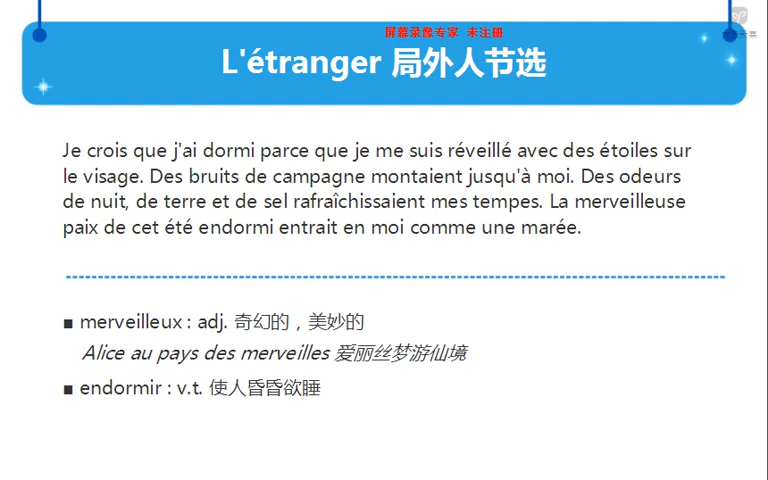 屏幕录像专家 未注册
L'étranger 局外人节选
Je crois que j'ai dormi parce que je me suis réveillé avec des étoiles sur
le visage. Des bruits de campagne montaient jusqu'à moi. Des odeurs
de nuit, de terre et de sel rafraîchissaient mes tempes. La merveilleuse
paix de cet été endormi entrait en moi comme une marée.
■ merveilleux : adj. 奇幻的，美妙的
Alice au pays des merveilles 爱丽丝梦游仙境
■ endormir : v.t. 使人昏昏欲睡